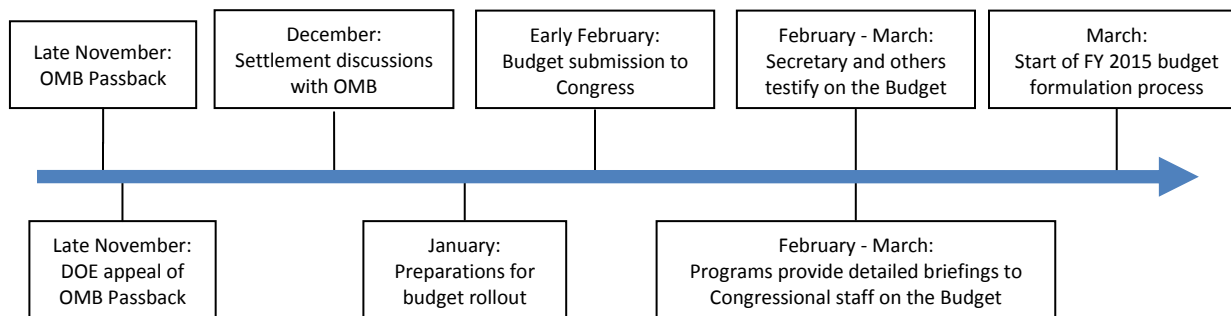 Late November:
OMB Passback
December:
Settlement discussions
with OMB
Early February:
Budget submission to
Congress
February - March:
Secretary and others
testify on the Budget
March:
Start of FY 2015 budget
formulation process
Late November:
DOE appeal of
OMB Passback
January:
Preparations for
budget rollout
February - March:
Programs provide detailed briefings to
Congressional staff on the Budget